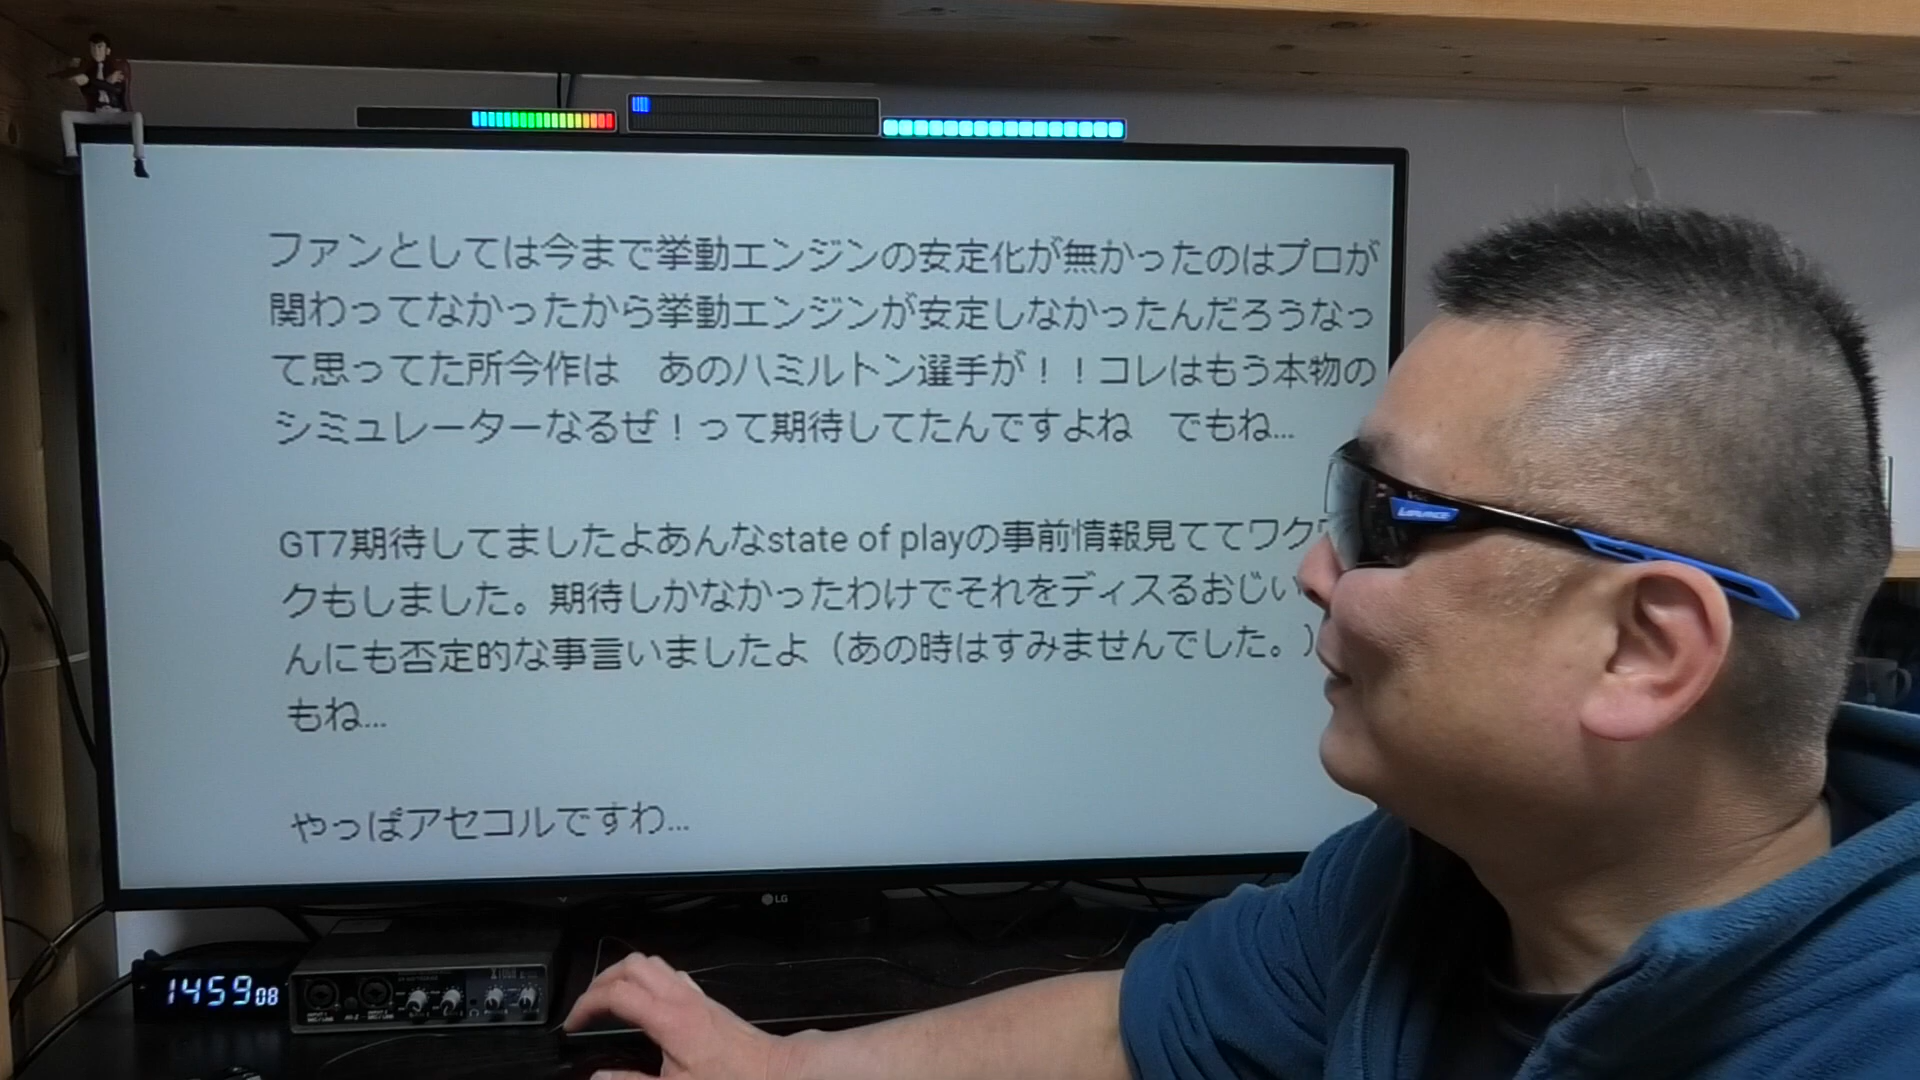 ファンとしては今まで挙動エンジンの安定化が無かったのはプロが
関わってなかったから挙動エンジンが安定しなかったんだろうなっ
て思ってた所今作は　あのハミルトン選手が！！コレはもう本物の
シミュレーターなるぜ！って期待してたんですよね　でもね...
GT7期待してましたよあんなstate of playの事前情報見ててワク
クもしました。期待しかなかったわけでそれをディスるおじい
んにも否定的な事言いましたよ（あの時はすみませんでした。）
もね...
やっぱアセコルですわ...
LG
145908